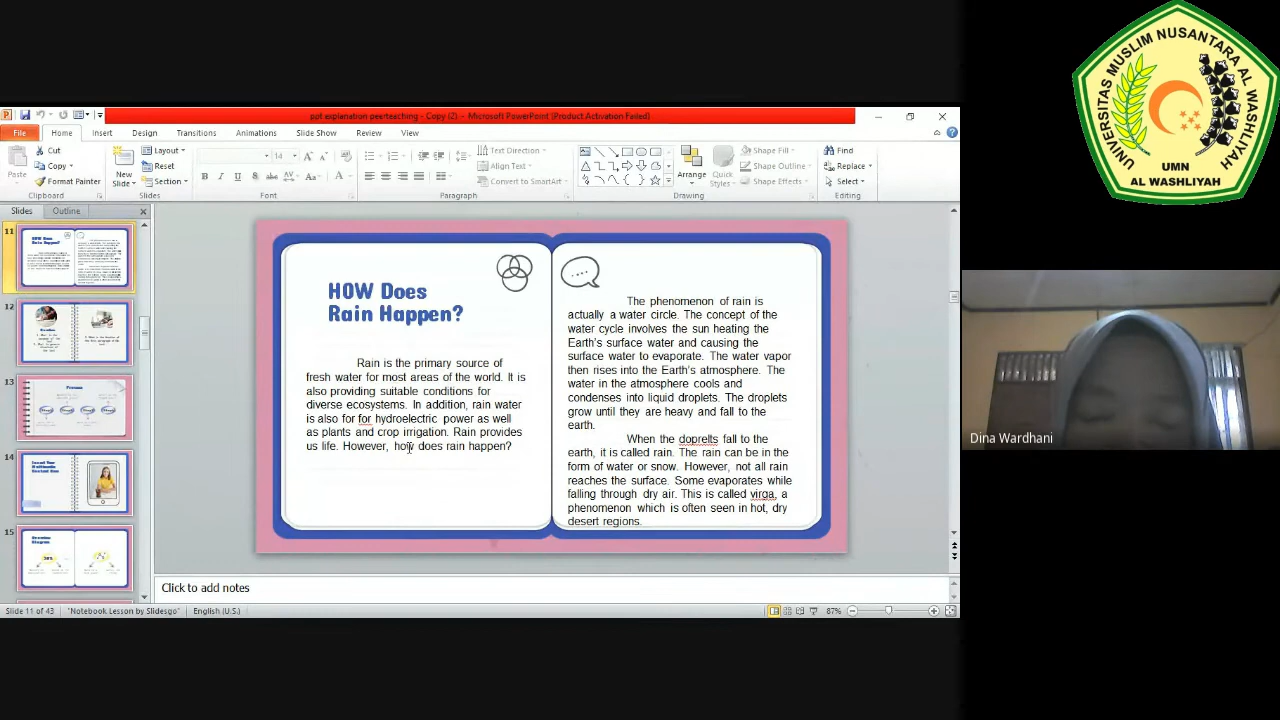 ppt explanation peerteaching - Copy (2) - Microsoft PowerPoint (Product Activation Failed)
File Home Insert Design Transitions Animations Slide Show Review View
Cut
Copy
Format Painter
Paste
Clipboard
New
Slide
Layout
Reset
Section
Slides
14
Font
Text Direction
Align Text
Convert to SmartArt
Paragraph
Arrange
Quick
Styles
Shape Fill
Shape Outline
Shape Effects
Drawing
Find
Replace
Select
Editing
Slides Outline
11
12
13
14
15
HOW Does
Rain Happen?
Rain is the primary source of
fresh water for most areas of the world. It is
also providing suitable conditions for
diverse ecosystems. In addition, rain water
is also for for hydroelectric power as well
as plants and crop irrigation. Rain provides
us life. However, how does rain happen?
The phenomenon of rain is
actually a water circle. The concept of the
water cycle involves the sun heating the
Earth's surface water and causing the
surface water to evaporate. The water vapor
then rises into the Earth's atmosphere. The
water in the atmosphere cools and
condenses into liquid droplets. The droplets
grow until they are heavy and fall to the
earth.
When the doprelts fall to the
earth, it is called rain. The rain can be in the
form of water or snow. However, not all rain
reaches the surface. Some evaporates while
falling through dry air. This is called virga, a
phenomenon which is often seen in hot, dry
desert regions.
Click to add notes
Slide 11 of 43 "Notebook Lesson by Slidesgo" English (U.S.) 87%
UNIVERSITAS MUSLIM NUSANTARA AL WASHLIYAH
UMN
AL WASHLIYAH
Dina Wardhani